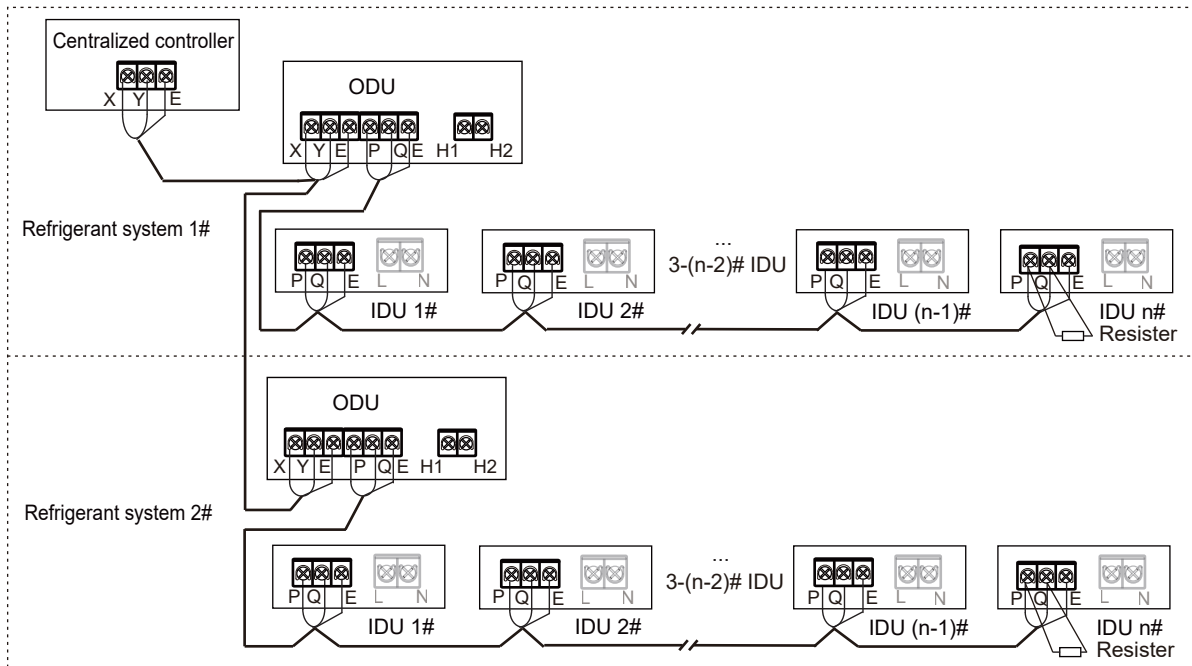 Centralized controller
X Y E
ODU
X Y E P Q E H1 H2
Refrigerant system 1#
...
3-(n-2)# IDU
P Q E L N
P Q E L N
P Q E L N
P Q E L N
IDU 1#
IDU 2#
IDU (n-1)#
IDU n#
Resister
ODU
X Y E P Q E H1 H2
Refrigerant system 2#
...
3-(n-2)# IDU
P Q E L N
P Q E L N
P Q E L N
P Q E L N
IDU 1#
IDU 2#
IDU (n-1)#
IDU n#
Resister